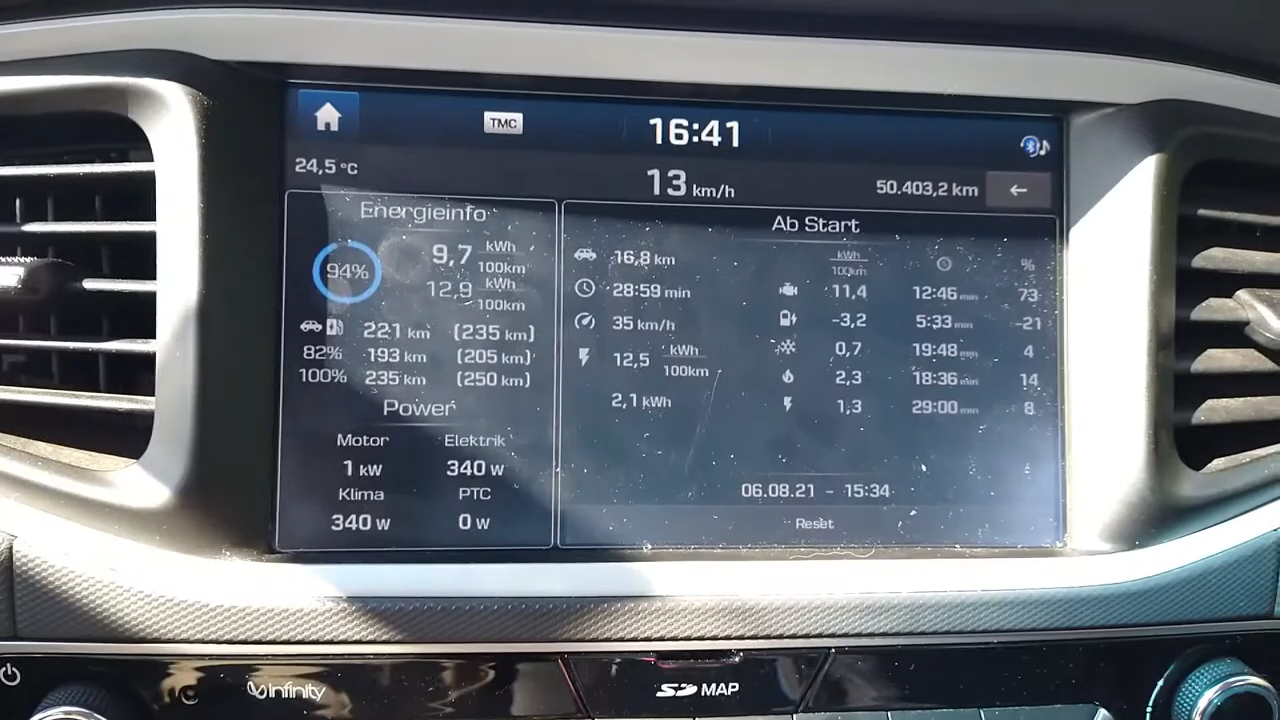 TMC
16:41
24,5 °C
13 km/h
50.403,2 km
←
Energieinfo
94%
9,7 kWh/100km
12,9 kWh/100km
221 km (235 km)
82% 193 km (205 km)
100% 235 km (250 km)
Power
Motor Elektrik
1 kW 340 W
Klima PTC
340 W 0 W
Ab Start
16,8 km
28:59 min
35 km/h
12,5 kWh/100km
2,1 kWh
kWh/100km %
11,4 12:46 min 73
-3,2 5:33 min -21
0,7 19:48 min 4
2,3 18:36 min 14
1,3 29:00 min 8
06.08.21 - 15:34
Reset
infinity
SD MAP